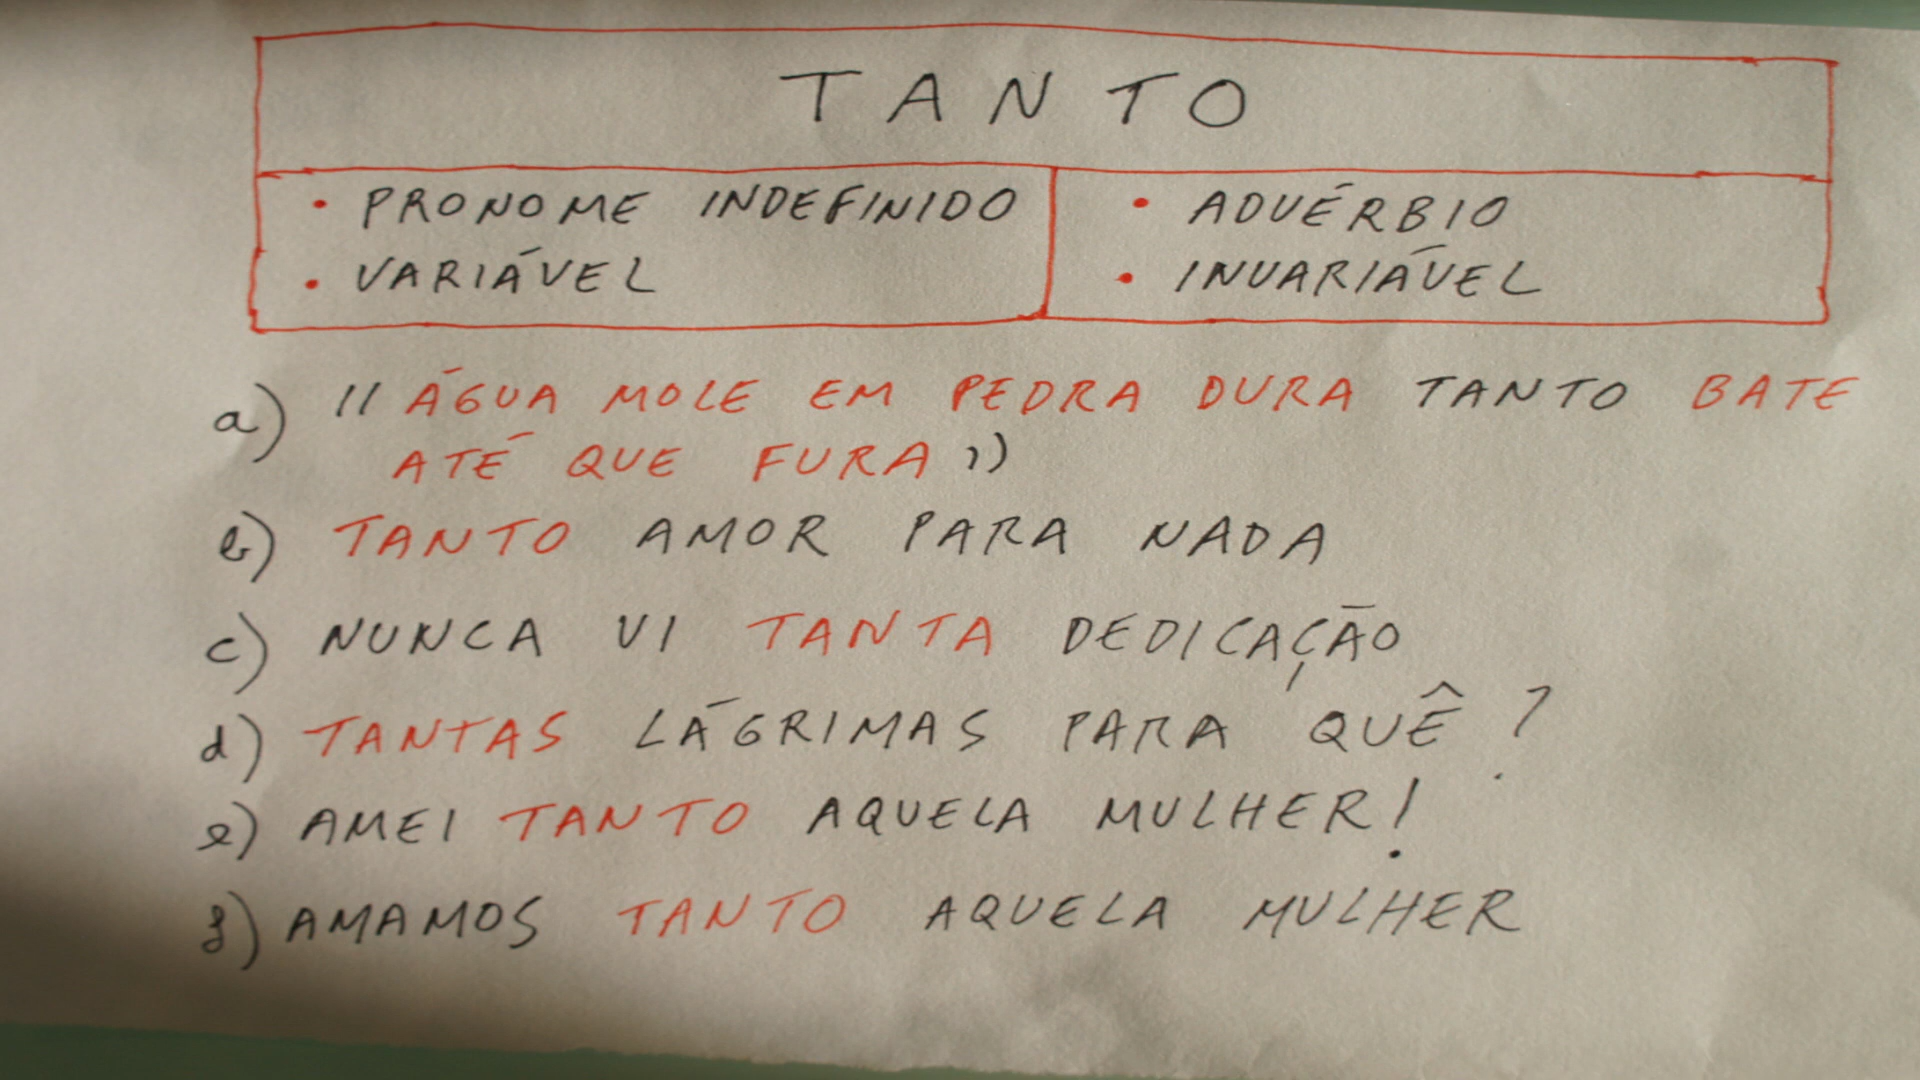 TANTO
• PRONOME INDEFINIDO
• VARIÁVEL
• ADVÉRBIO
• INVARIÁVEL
a) "ÁGUA MOLE EM PEDRA DURA TANTO BATE
ATÉ QUE FURA"
b) TANTO AMOR PARA NADA
c) NUNCA VI TANTA DEDICAÇÃO
d) TANTAS LÁGRIMAS PARA QUÊ?
e) AMEI TANTO AQUELA MULHER!
f) AMAMOS TANTO AQUELA MULHER